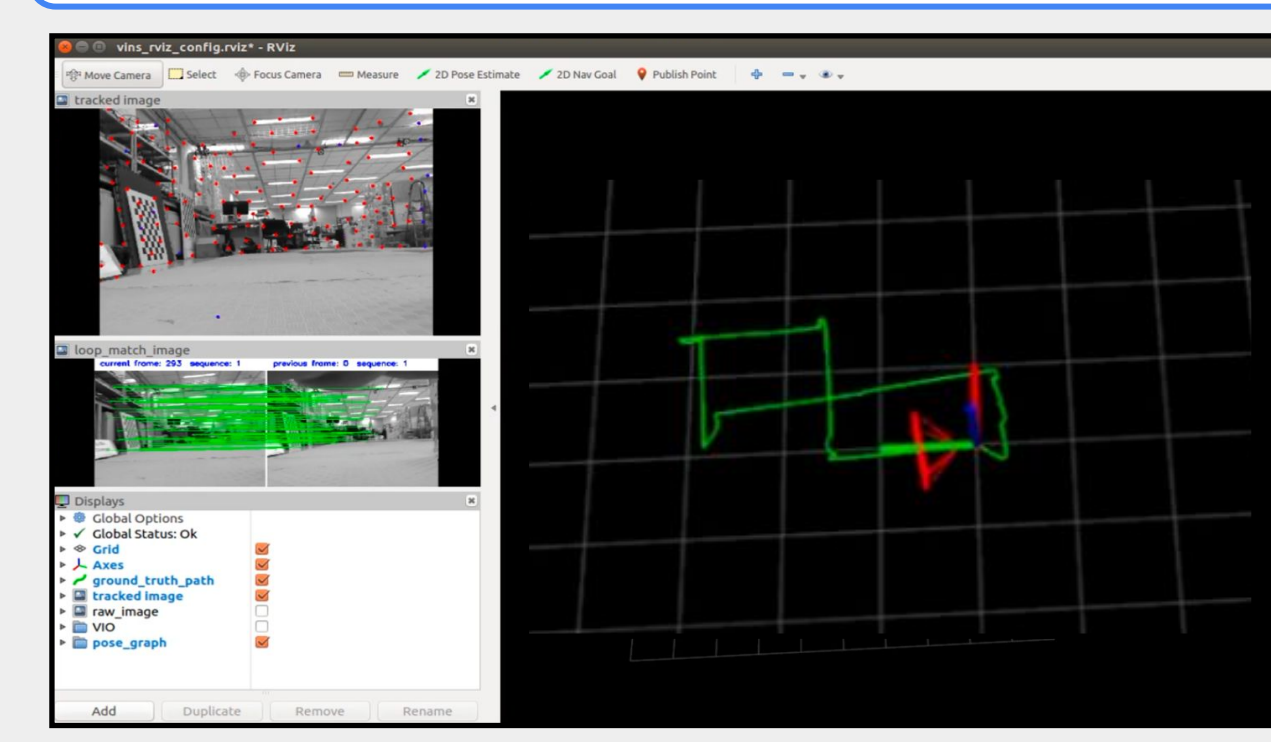 vins_rviz_config.rviz* - RViz
Move Camera Select Focus Camera Measure 2D Pose Estimate 2D Nav Goal Publish Point
tracked image
loop_match_image
current frame: 293 sequence: 1 previous frame: 0 sequence: 1
Displays
Global Options
Global Status: Ok
Grid
Axes
ground_truth_path
tracked image
raw_image
VIO
pose_graph
Add Duplicate Remove Rename